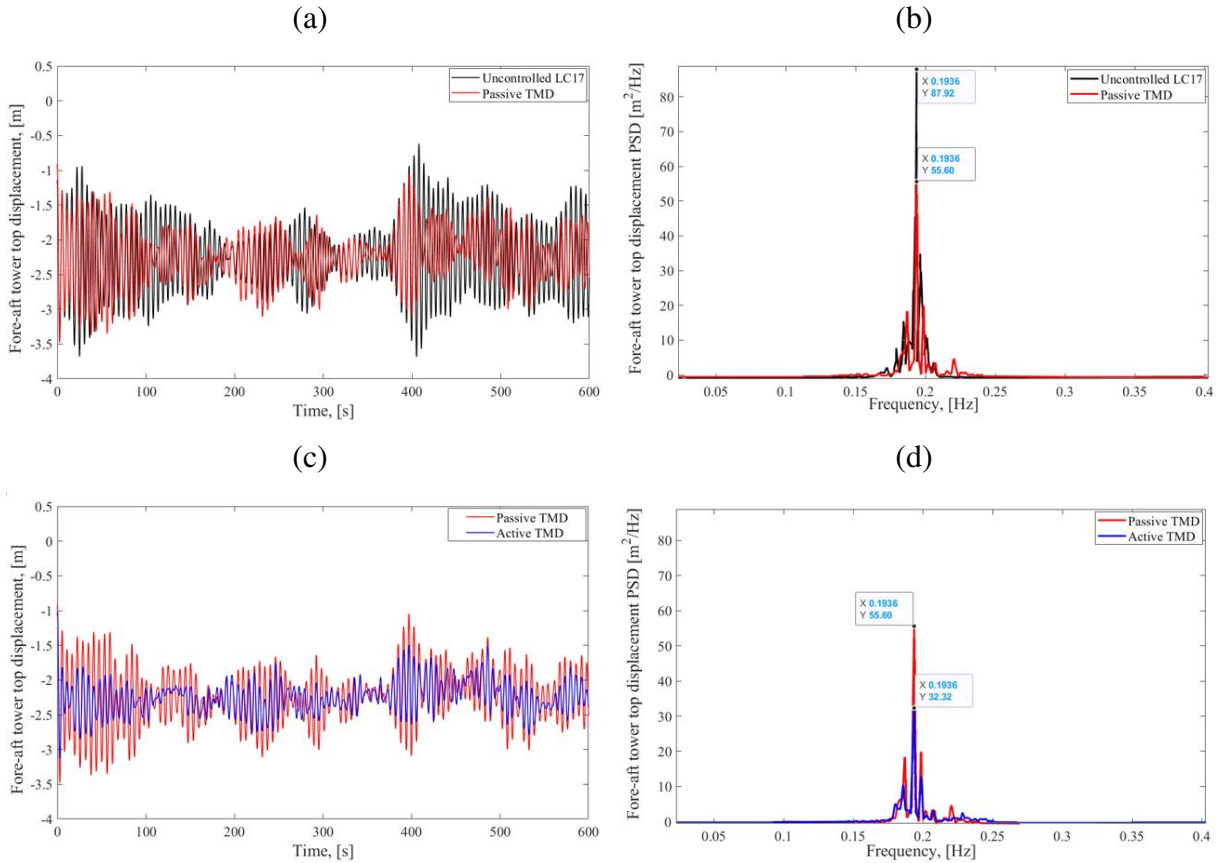 (a)
Fore-aft tower top displacement, [m]
0.5
0
-0.5
-1
-1.5
-2
-2.5
-3
-3.5
-4
0
100
200
300
400
500
600
Time, [s]
Uncontrolled LC17
Passive TMD
(b)
Fore-aft tower top displacement PSD [m²/Hz]
80
70
60
50
40
30
20
10
0
0.05
0.1
0.15
0.2
0.25
0.3
0.35
0.4
Frequency, [Hz]
X 0.1936
Y 87.92
X 0.1936
Y 55.60
Uncontrolled LC17
Passive TMD
(c)
Fore-aft tower top displacement, [m]
0.5
0
-0.5
-1
-1.5
-2
-2.5
-3
-3.5
-4
0
100
200
300
400
500
600
Time, [s]
Passive TMD
Active TMD
(d)
Fore-aft tower top displacement PSD [m²/Hz]
80
70
60
50
40
30
20
10
0
0.05
0.1
0.15
0.2
0.25
0.3
0.35
0.4
Frequency, [Hz]
X 0.1936
Y 55.60
X 0.1936
Y 32.32
Passive TMD
Active TMD